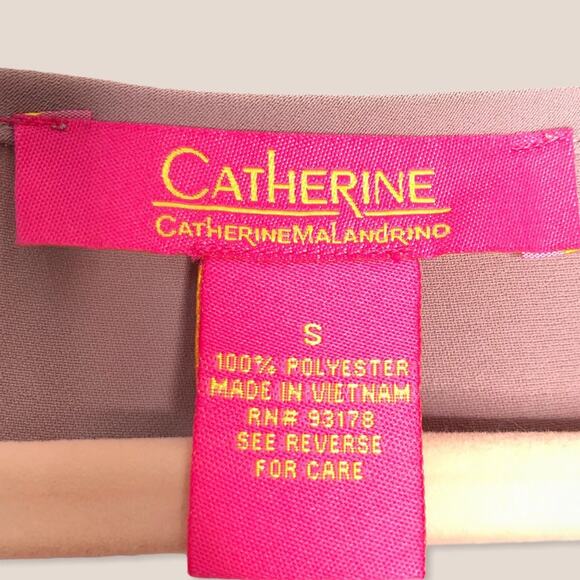 CATHERINE
CATHERINEMALANDRINO
S
100% POLYESTER
MADE IN VIETNAM
RN# 93178
SEE REVERSE
FOR CARE